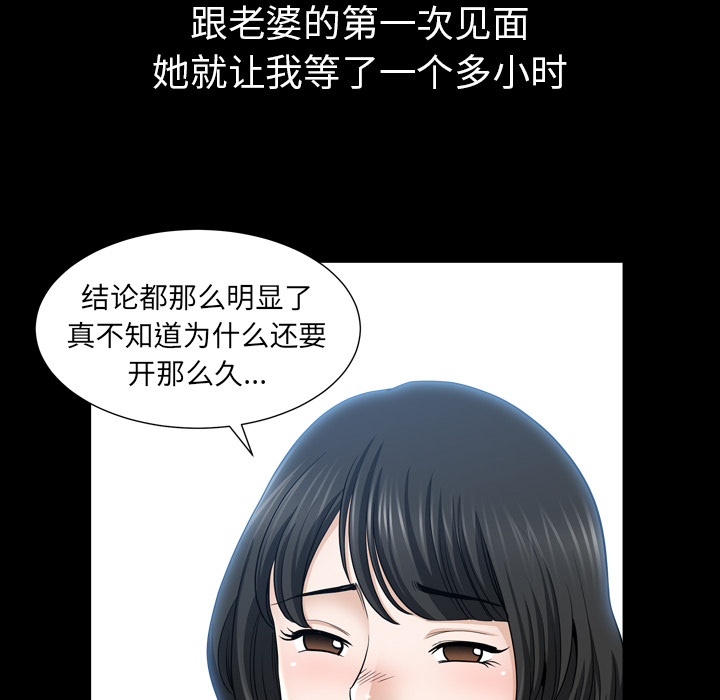 跟老婆的第一次见面
她就让我等了一个多小时
结论都那么明显了
真不知道为什么还要
开那么久...